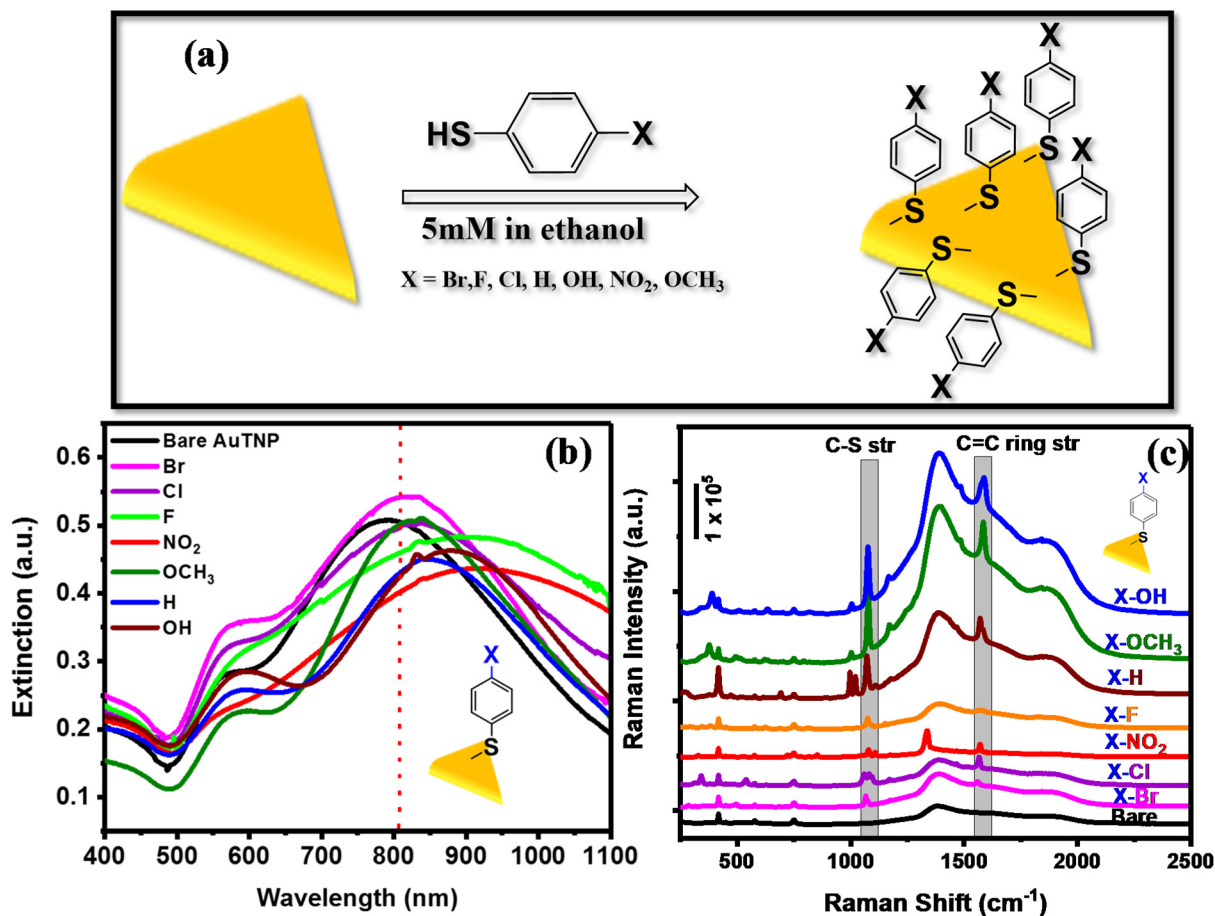 (a)
HS
X
5mM in ethanol
X = Br,F, Cl, H, OH, NO₂, OCH₃
X
X
X
X
S
S
S
S
S
S
X
X
X
(b)
Bare AuTNP
Br
Cl
F
NO₂
OCH₃
H
OH
X
S
Extinction (a.u.)
0.6
0.5
0.4
0.3
0.2
0.1
400 500 600 700 800 900 1000 1100
Wavelength (nm)
(c)
C-S str
C=C ring str
1 x 10⁵
X
S
X-OH
X-OCH₃
X-H
X-F
X-NO₂
X-Cl
X-Br
Bare
Raman Intensity (a.u.)
500 1000 1500 2000 2500
Raman Shift (cm⁻¹)